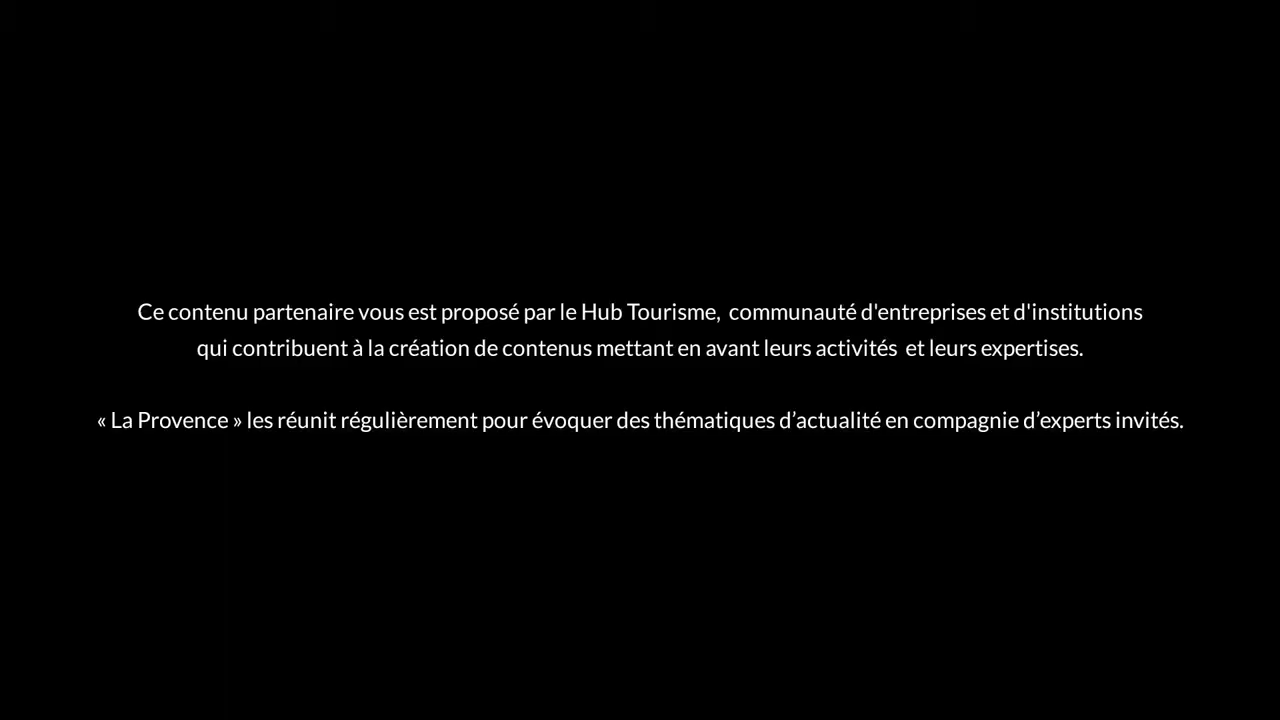 Ce contenu partenaire vous est proposé par le Hub Tourisme,  communauté d'entreprises et d'institutions
qui contribuent à la création de contenus mettant en avant leurs activités  et leurs expertises.
« La Provence » les réunit régulièrement pour évoquer des thématiques d’actualité en compagnie d’experts invités.